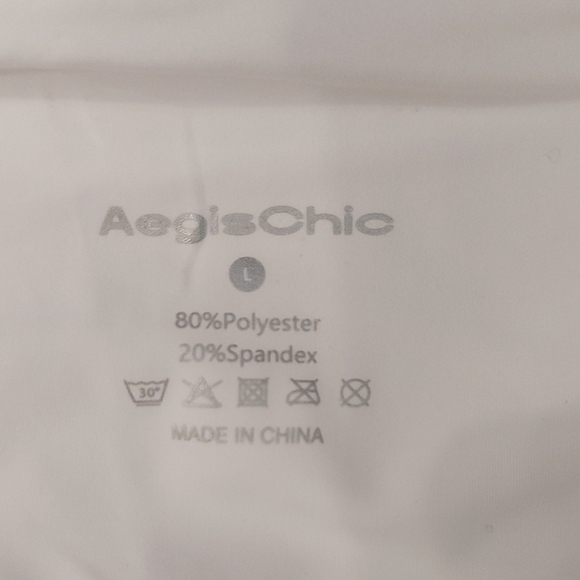 AegisChic
L
80%Polyester
20%Spandex
30°
MADE IN CHINA